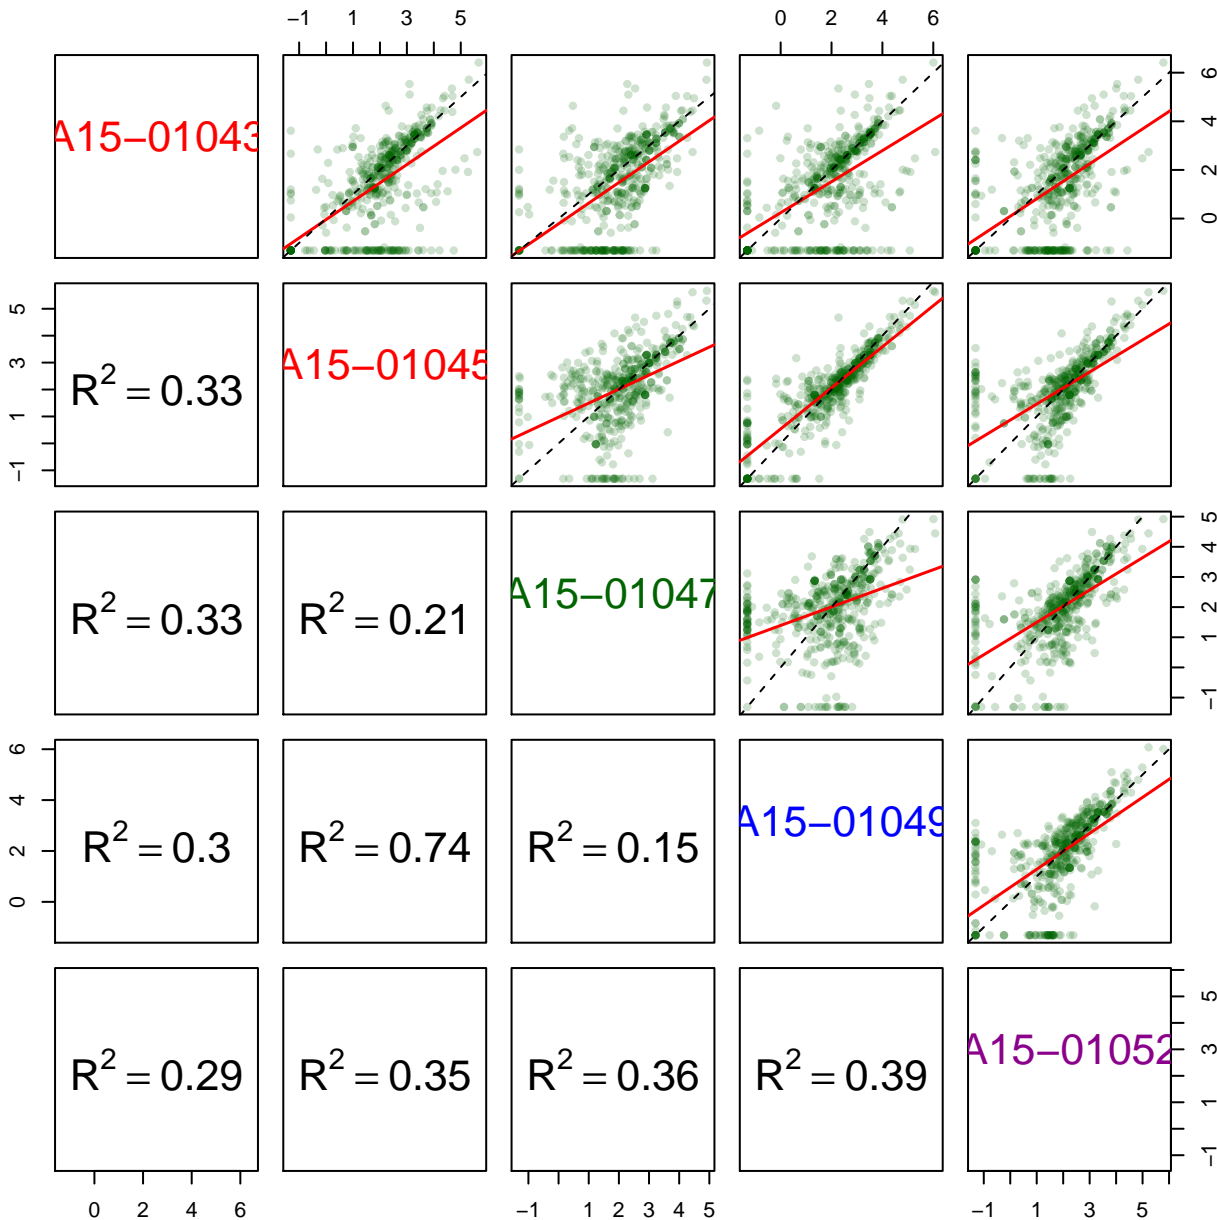 −1 1 3 5 0 2 4 6
A15−01043
0 2 4 6
−1 1 3 5
R² = 0.33
A15−01045
R² = 0.33
R² = 0.21
A15−01047
−1 1 2 3 4 5
0 2 4 6
R² = 0.3
R² = 0.74
R² = 0.15
A15−01049
R² = 0.29
R² = 0.35
R² = 0.36
R² = 0.39
A15−01052
−1 1 3 5
0 2 4 6 −1 1 2 3 4 5 −1 1 3 5